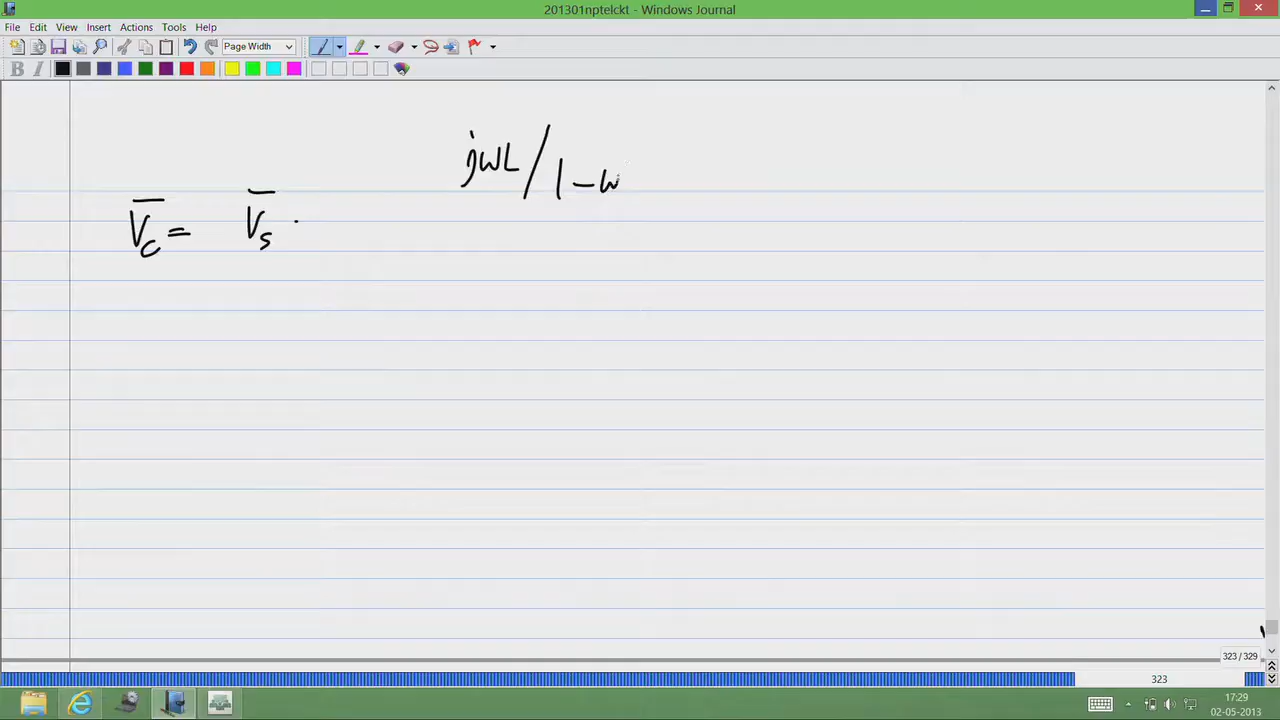 201301nptelckt - Windows Journal
File Edit View Insert Actions Tools Help
Page Width
B I
jwL/1-w
V̅c = V̅s .
323 / 329
323
17:29
02-05-2013